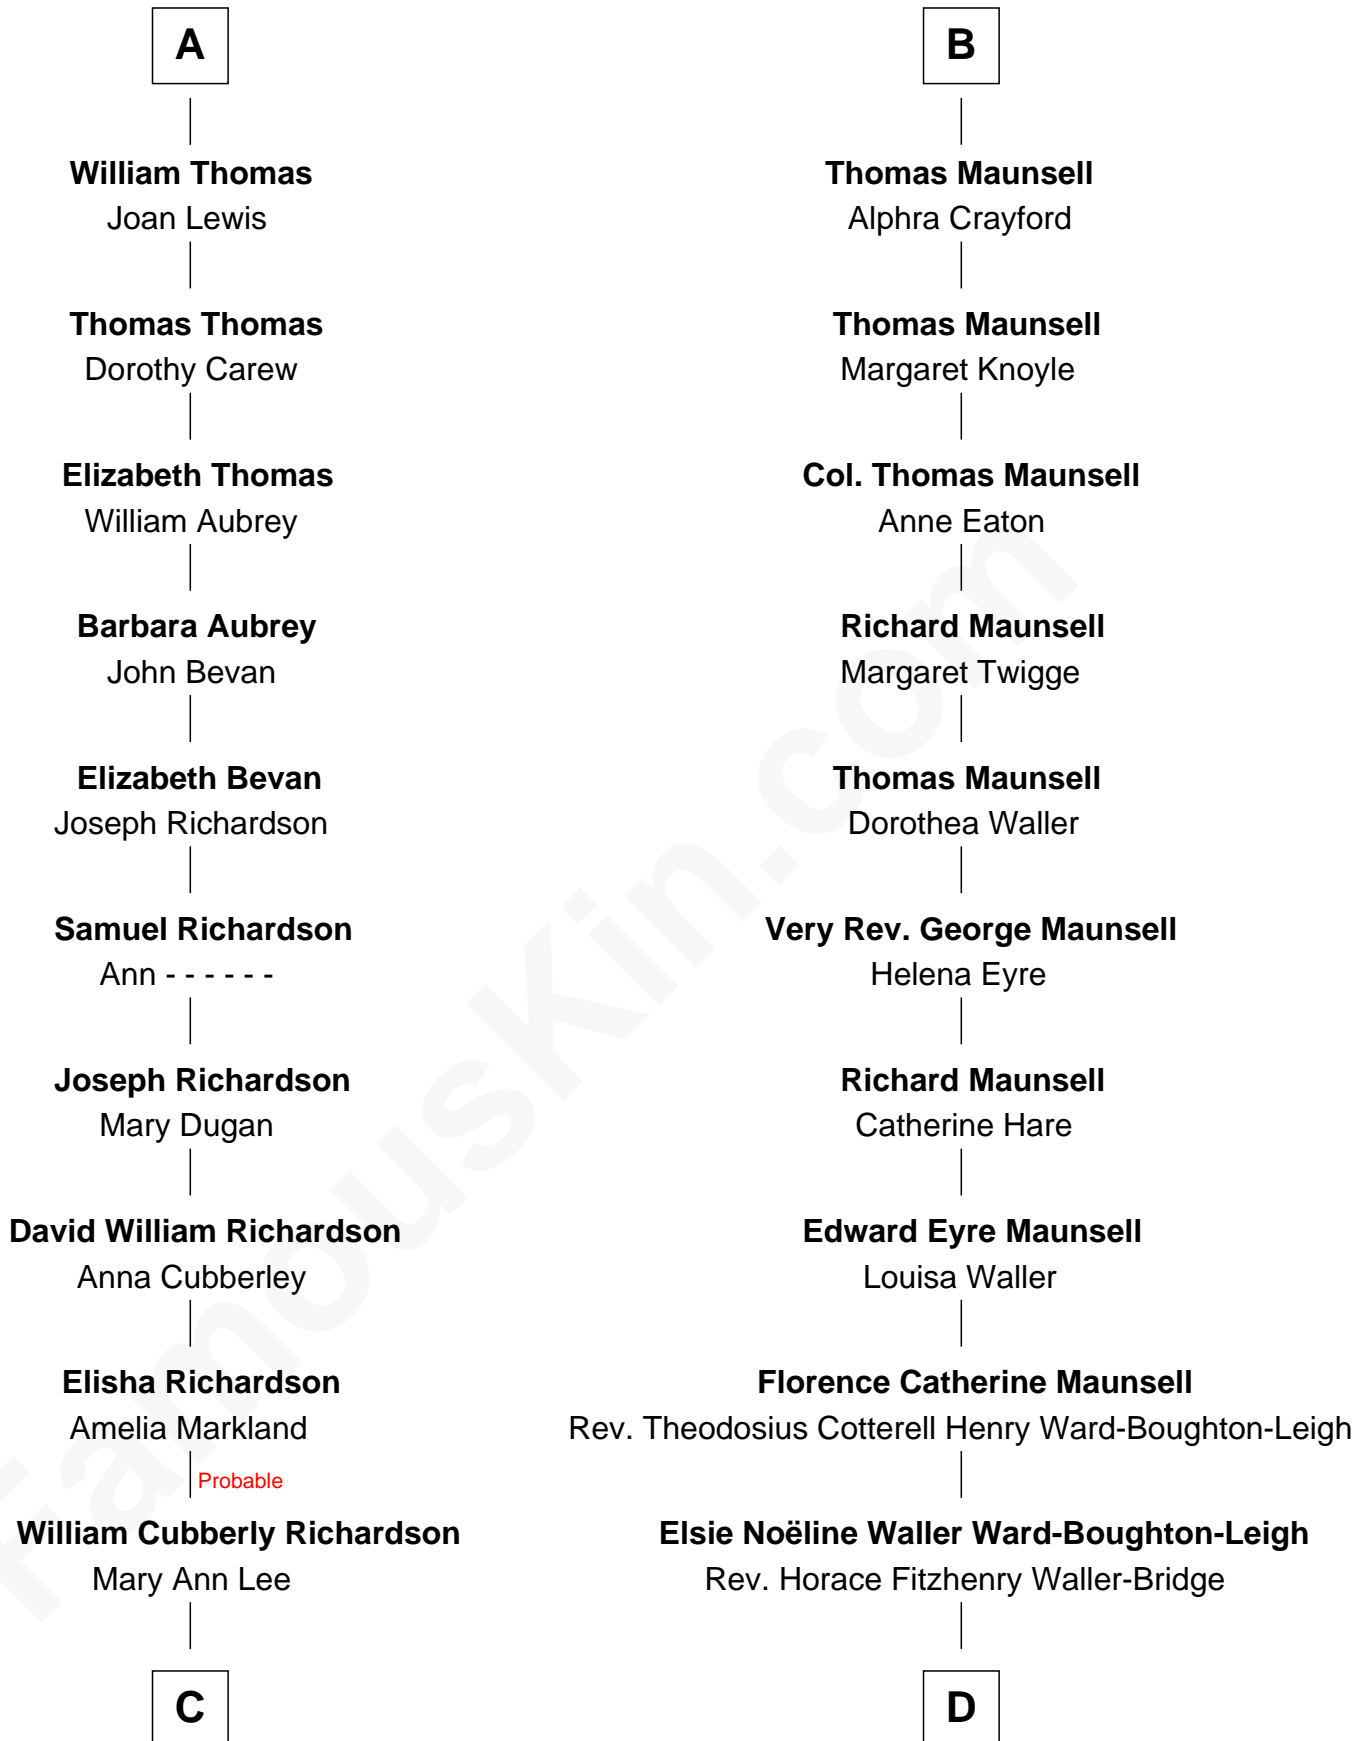 A
William Thomas
Joan Lewis
Thomas Thomas
Dorothy Carew
Elizabeth Thomas
William Aubrey
Barbara Aubrey
John Bevan
Elizabeth Bevan
Joseph Richardson
Samuel Richardson
Ann - - - - - -
Joseph Richardson
Mary Dugan
David William Richardson
Anna Cubberley
Elisha Richardson
Amelia Markland
Probable
William Cubberly Richardson
Mary Ann Lee
C
B
Thomas Maunsell
Alphra Crayford
Thomas Maunsell
Margaret Knoyle
Col. Thomas Maunsell
Anne Eaton
Richard Maunsell
Margaret Twigge
Thomas Maunsell
Dorothea Waller
Very Rev. George Maunsell
Helena Eyre
Richard Maunsell
Catherine Hare
Edward Eyre Maunsell
Louisa Waller
Florence Catherine Maunsell
Rev. Theodosius Cotterell Henry Ward-Boughton-Leigh
Elsie Noëline Waller Ward-Boughton-Leigh
Rev. Horace Fitzhenry Waller-Bridge
D
FamousKin.com